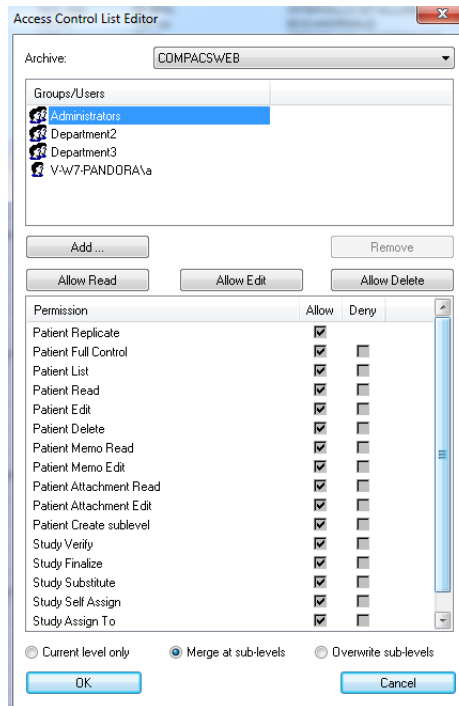 Access Control List Editor
Archive: COMPACSWEB
Groups/Users
Administrators
Department2
Department3
V-W7-PANDORA\a
Add ... Remove
Allow Read Allow Edit Allow Delete
Permission Allow Deny
Patient Replicate
Patient Full Control
Patient List
Patient Read
Patient Edit
Patient Delete
Patient Memo Read
Patient Memo Edit
Patient Attachment Read
Patient Attachment Edit
Patient Create sublevel
Study Verify
Study Finalize
Study Substitute
Study Self Assign
Study Assign To
Current level only Merge at sub-levels Overwrite sub-levels
OK Cancel